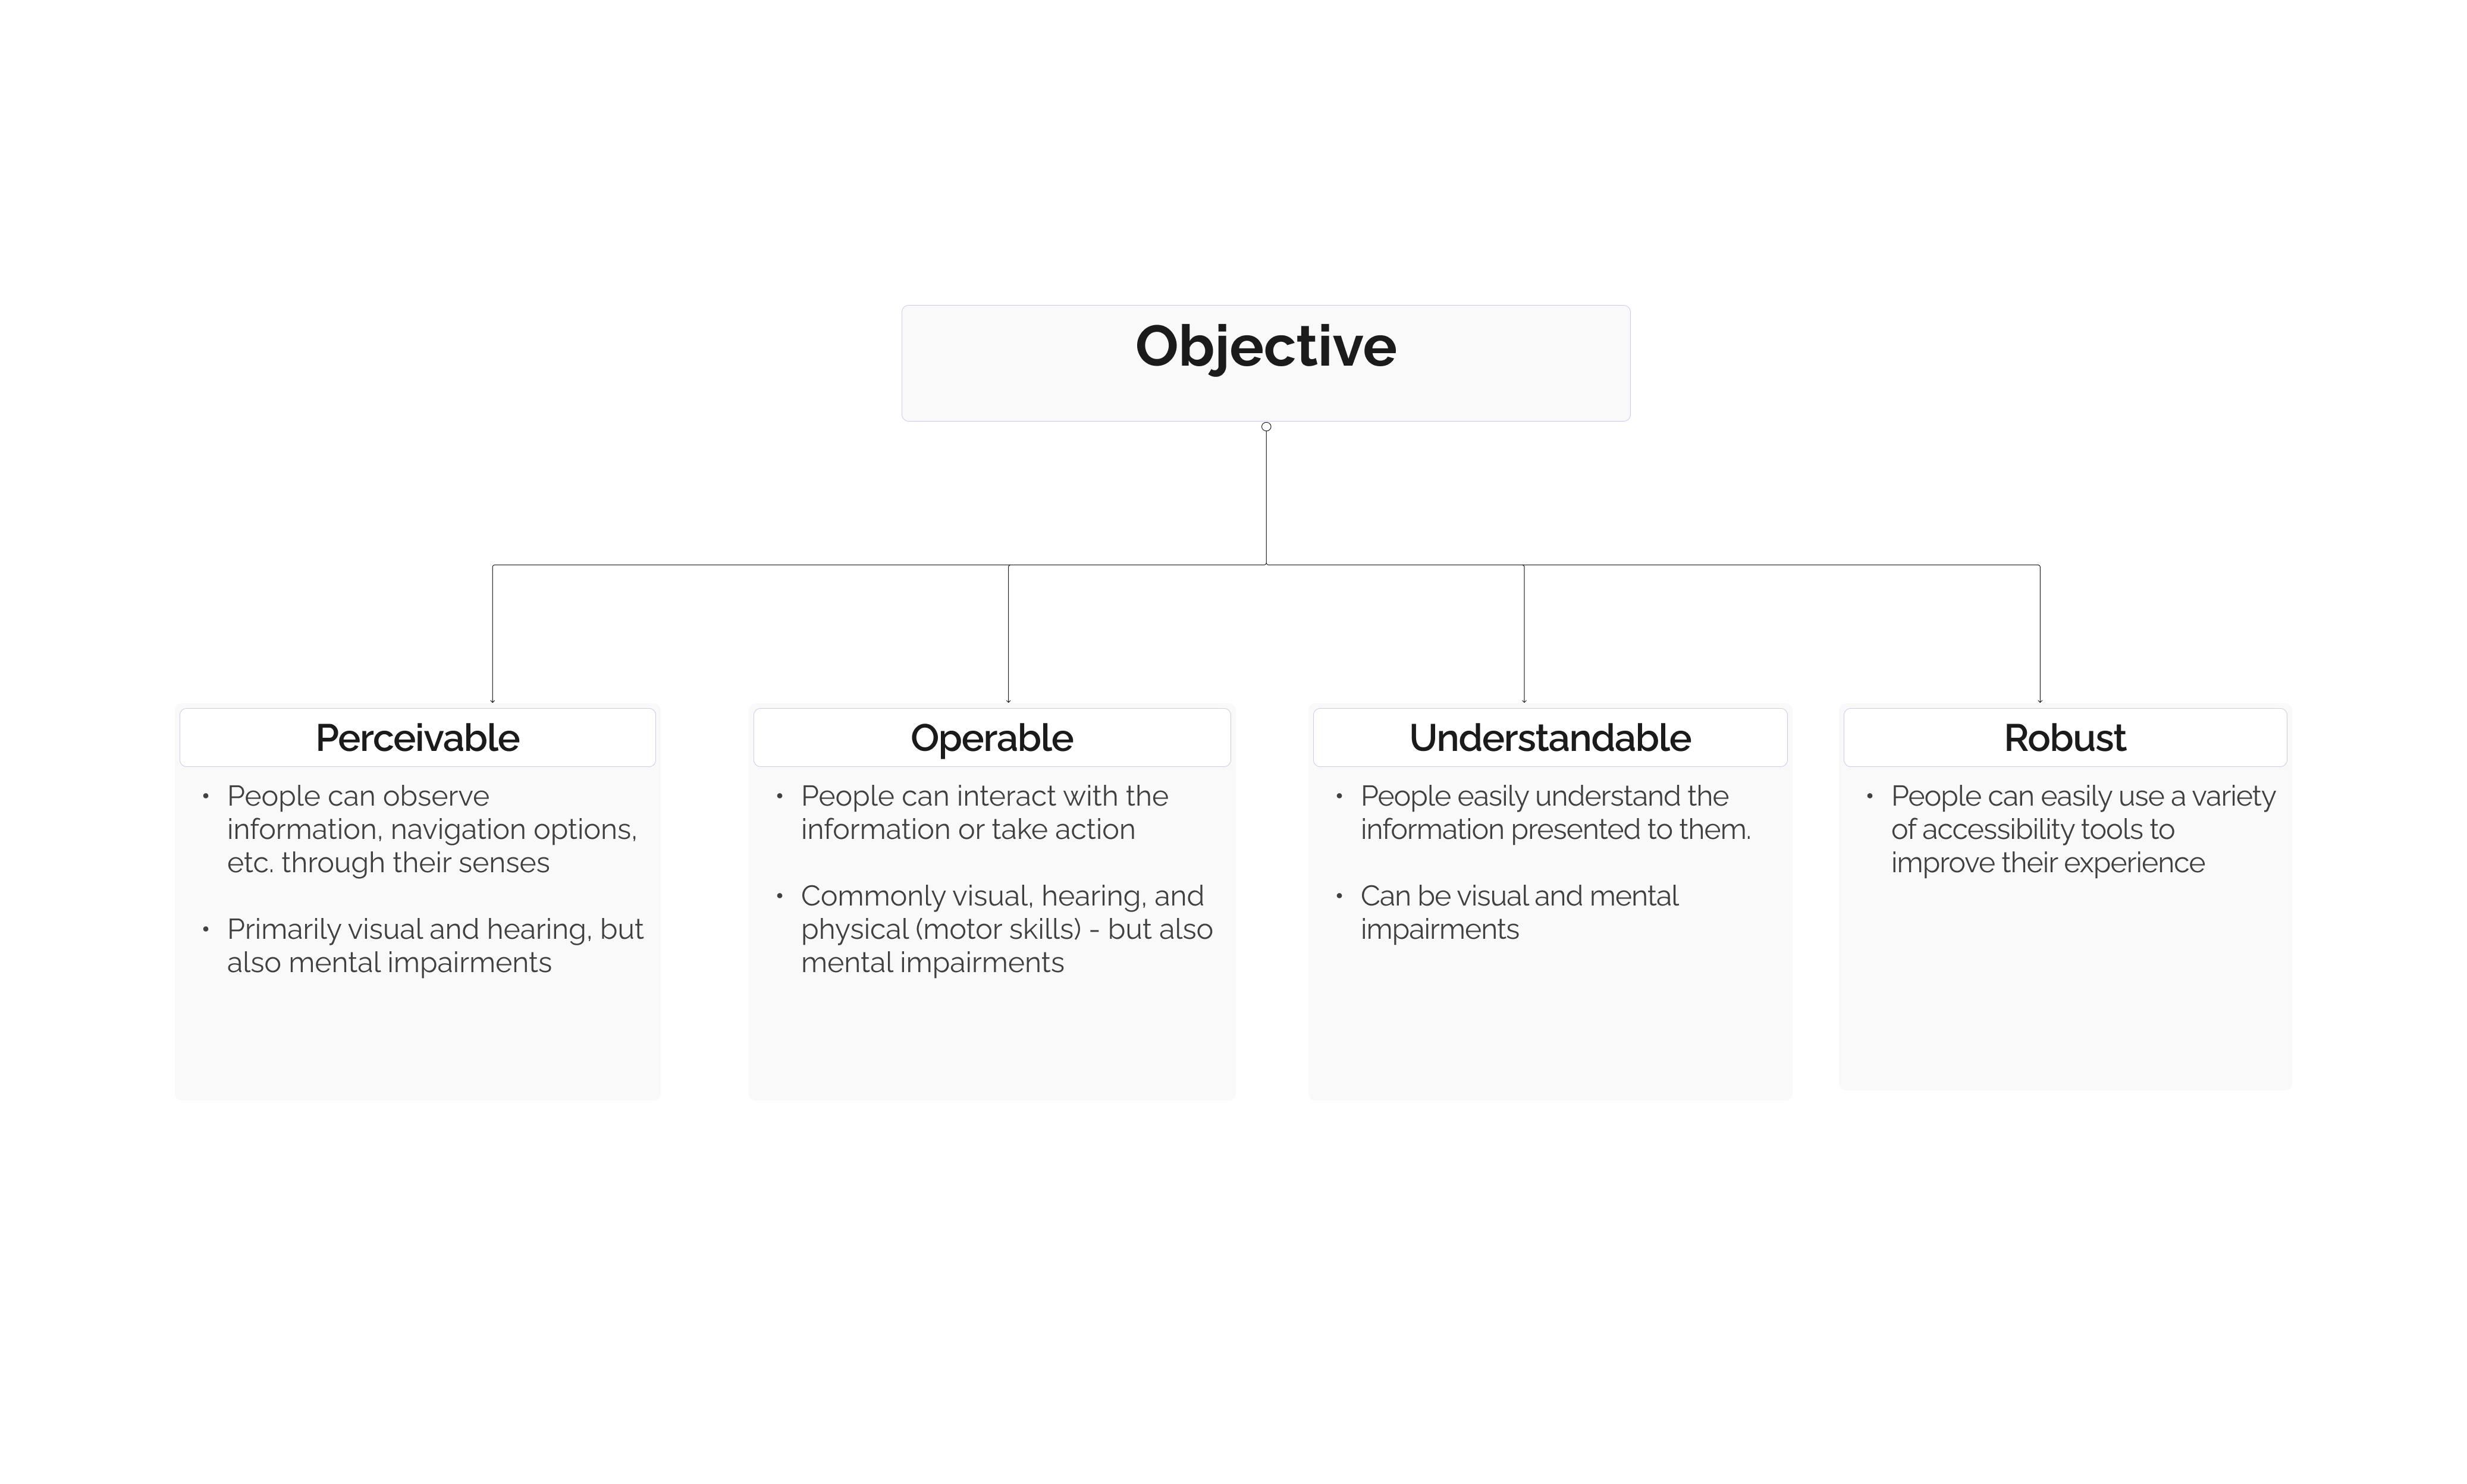 Objective
Perceivable
• People can observe
information, navigation options,
etc. through their senses
• Primarily visual and hearing, but
also mental impairments
Operable
• People can interact with the
information or take action
• Commonly visual, hearing, and
physical (motor skills) - but also
mental impairments
Understandable
• People easily understand the
information presented to them.
• Can be visual and mental
impairments
Robust
• People can easily use a variety
of accessibility tools to
improve their experience